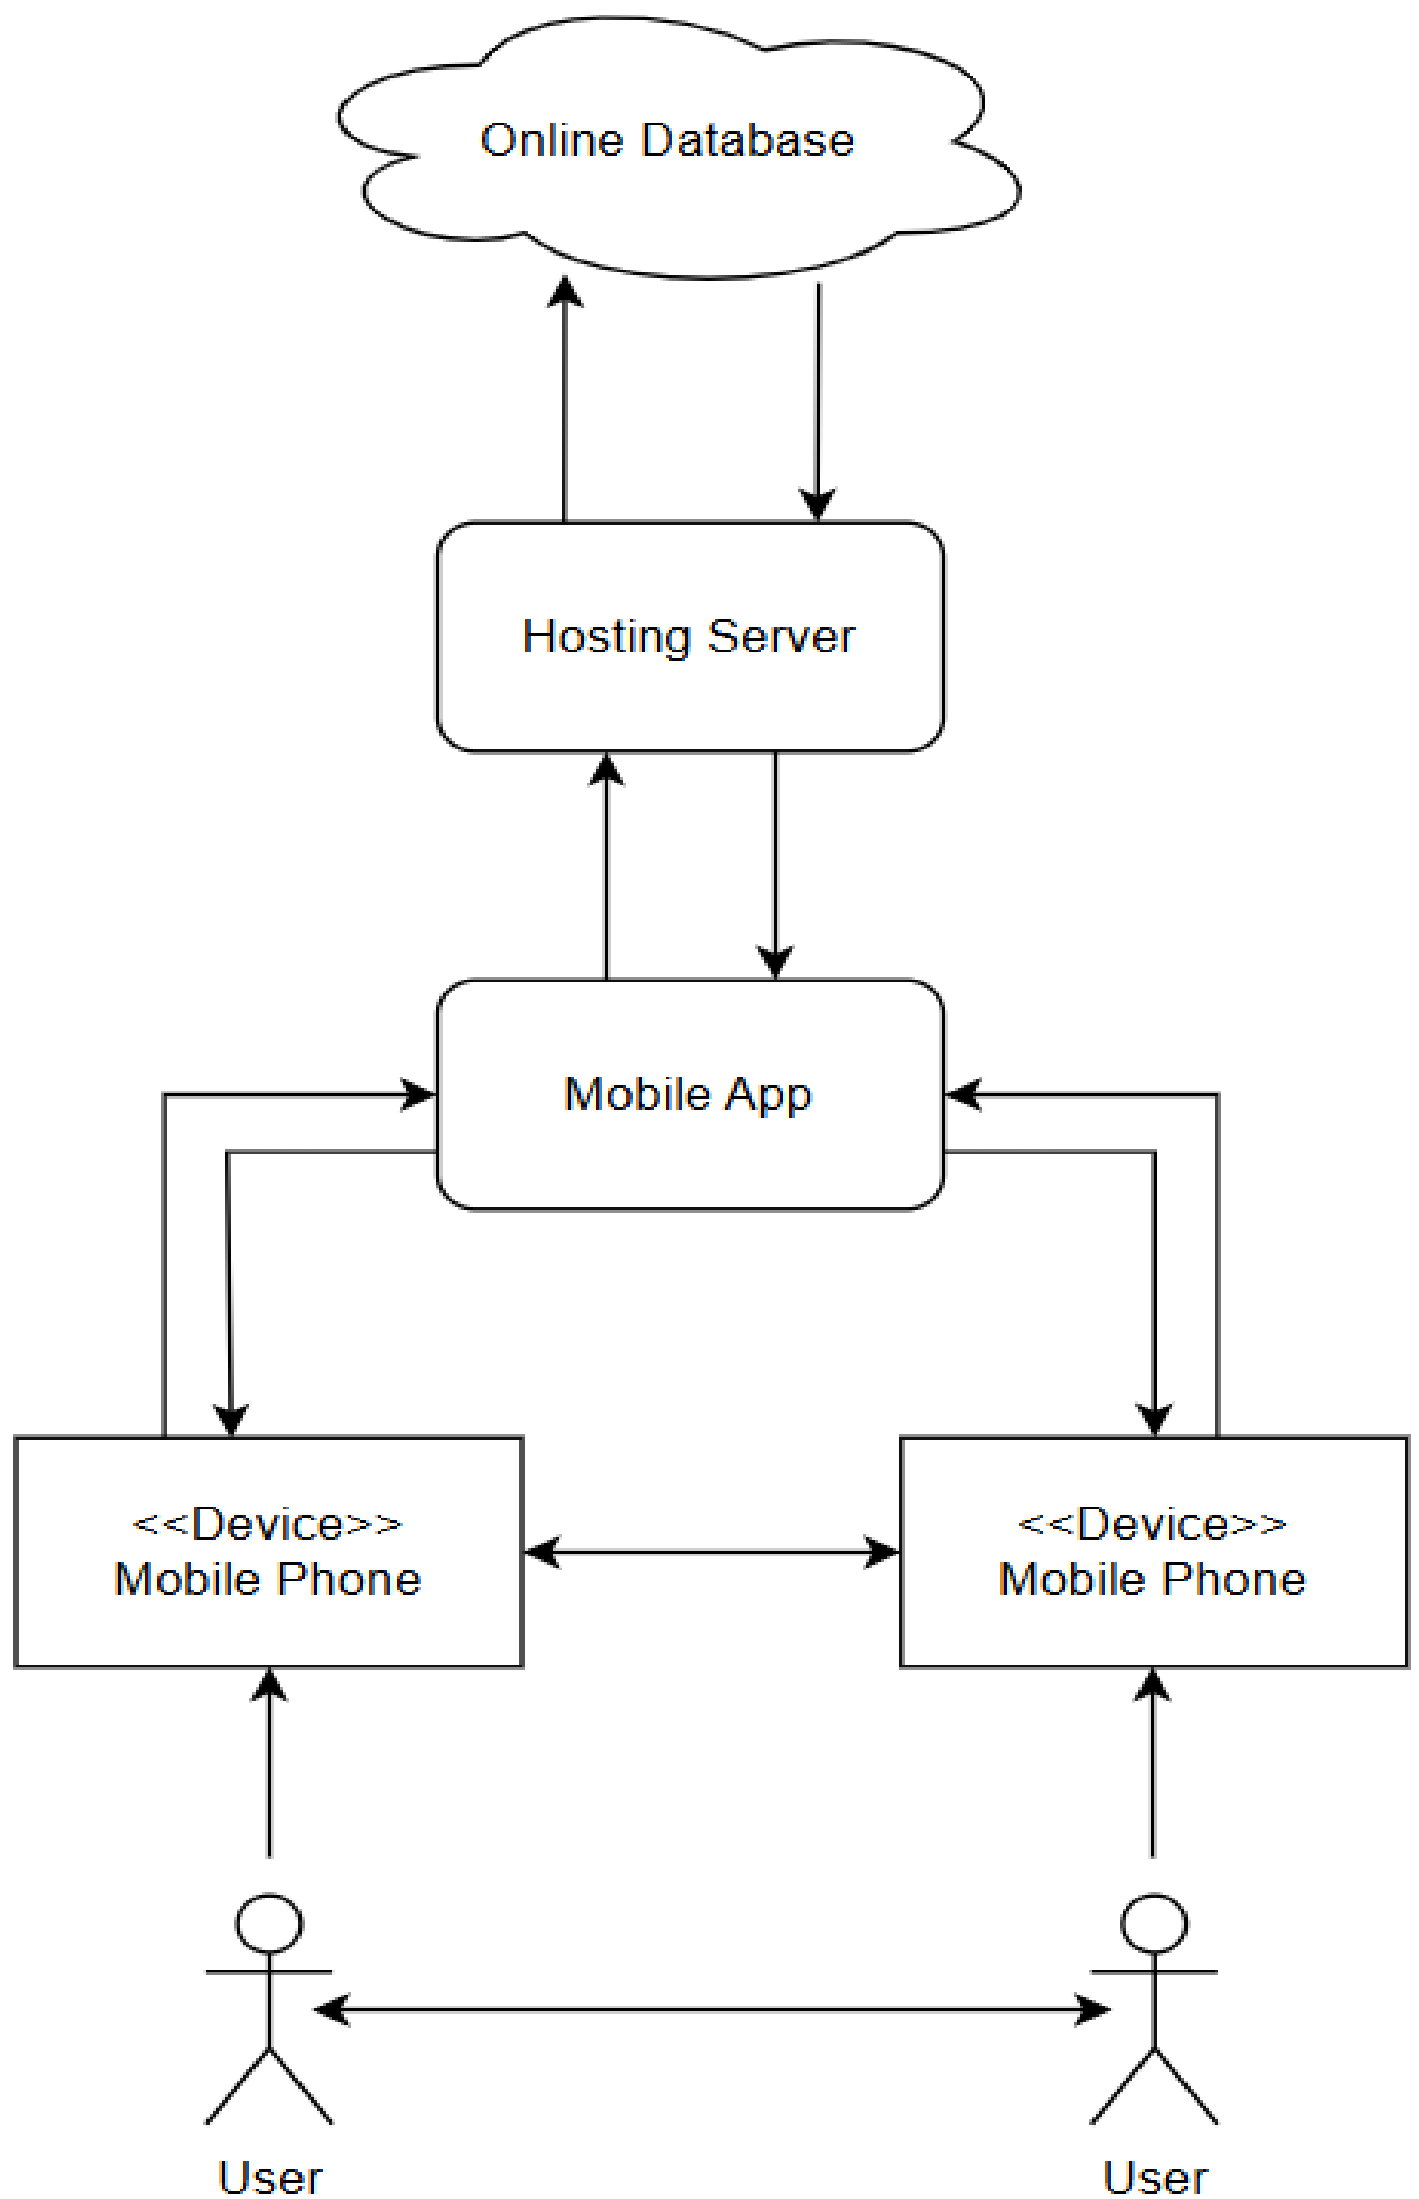 Online Database
Hosting Server
Mobile App
<<Device>>
Mobile Phone
<<Device>>
Mobile Phone
User
User